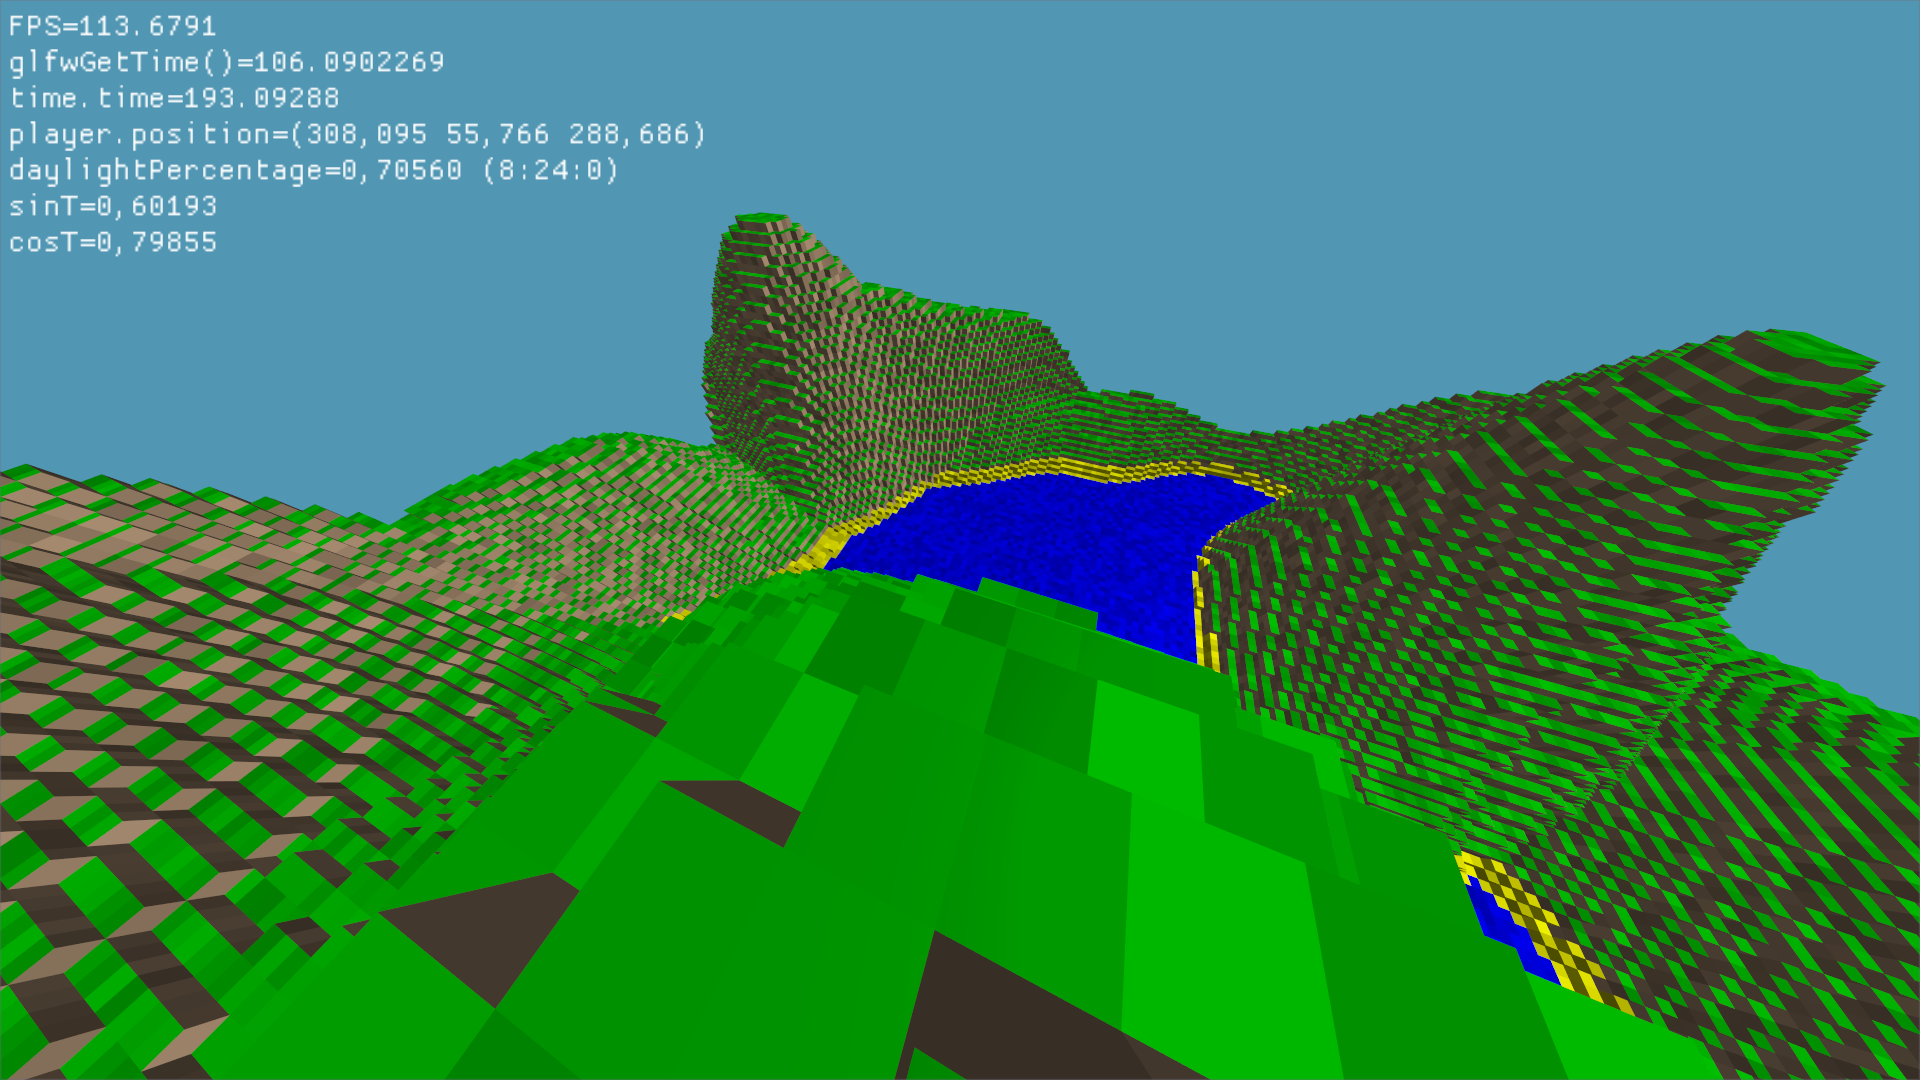 FPS=113.6791
glfwGetTime()=106.0902269
time.time=193.09288
player.position=(308,095 55,766 288,686)
daylightPercentage=0,70560 (8:24:0)
sinT=0,60193
cosT=0,79855